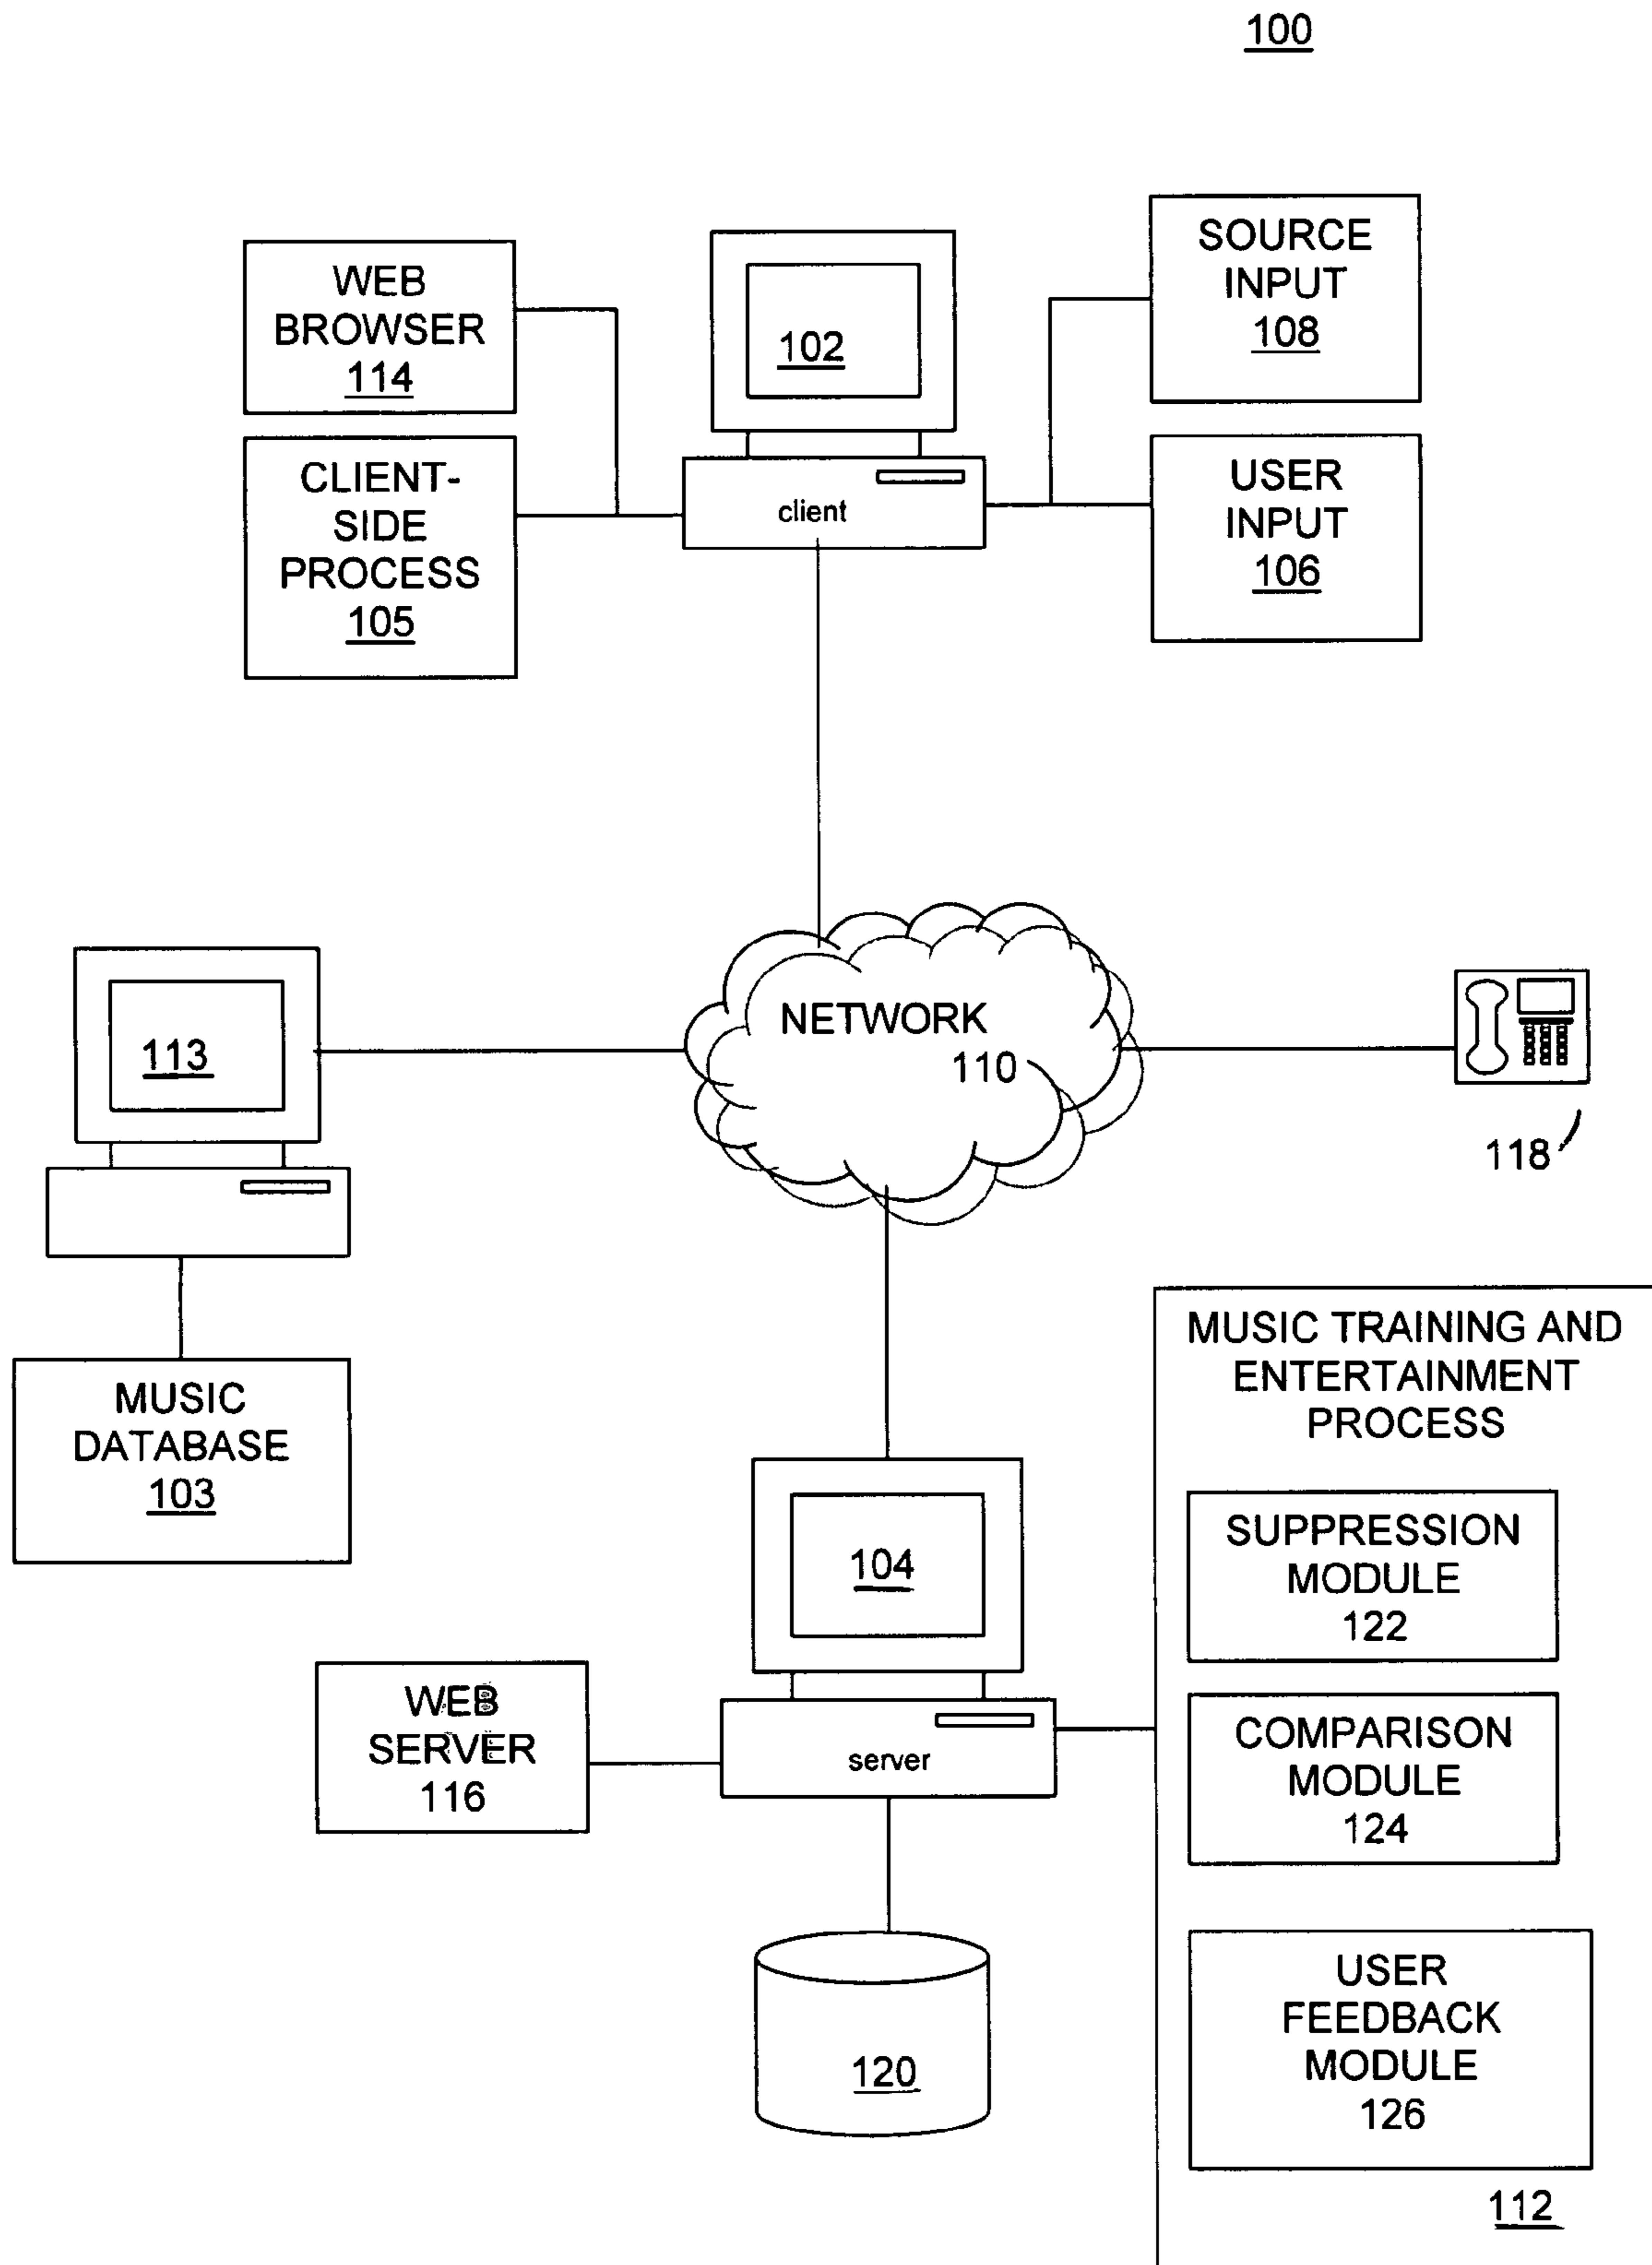 100
WEB
BROWSER
114
102
SOURCE
INPUT
108
CLIENT-
SIDE
PROCESS
105
client
USER
INPUT
106
NETWORK
110
113
118
MUSIC
DATABASE
103
MUSIC TRAINING AND
ENTERTAINMENT
PROCESS
SUPPRESSION
MODULE
122
104
WEB
SERVER
116
server
COMPARISON
MODULE
124
120
USER
FEEDBACK
MODULE
126
112